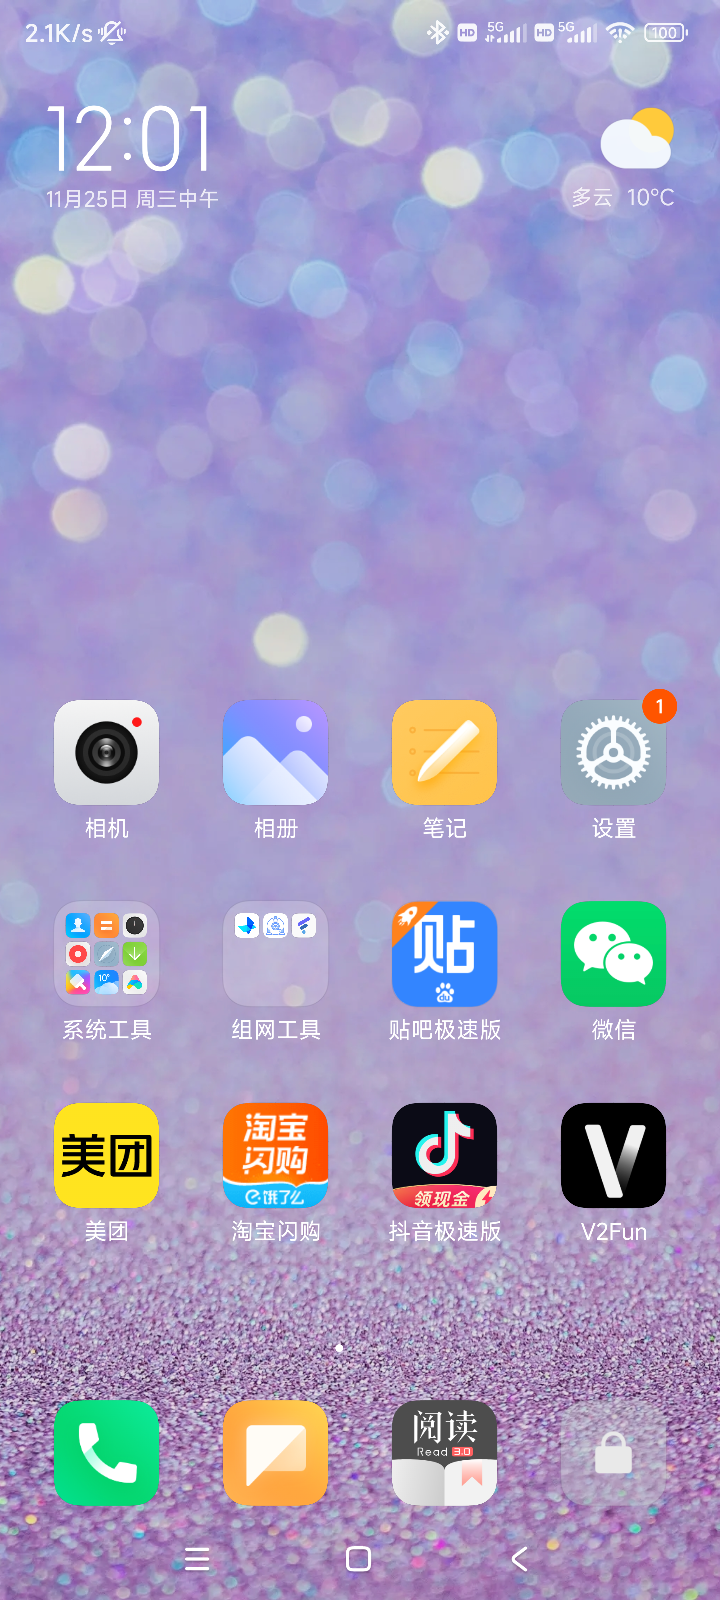 2.1K/s HD 5G HD 5G 100
12:01
11月25日 周三中午
多云 10°C
1
相机 相册 笔记 设置
10°
贴
du
系统工具 组网工具 贴吧极速版 微信
美团
淘宝
闪购
饿了么
领现金
V
美团 淘宝闪购 抖音极速版 V2Fun
阅读
Read 3.0